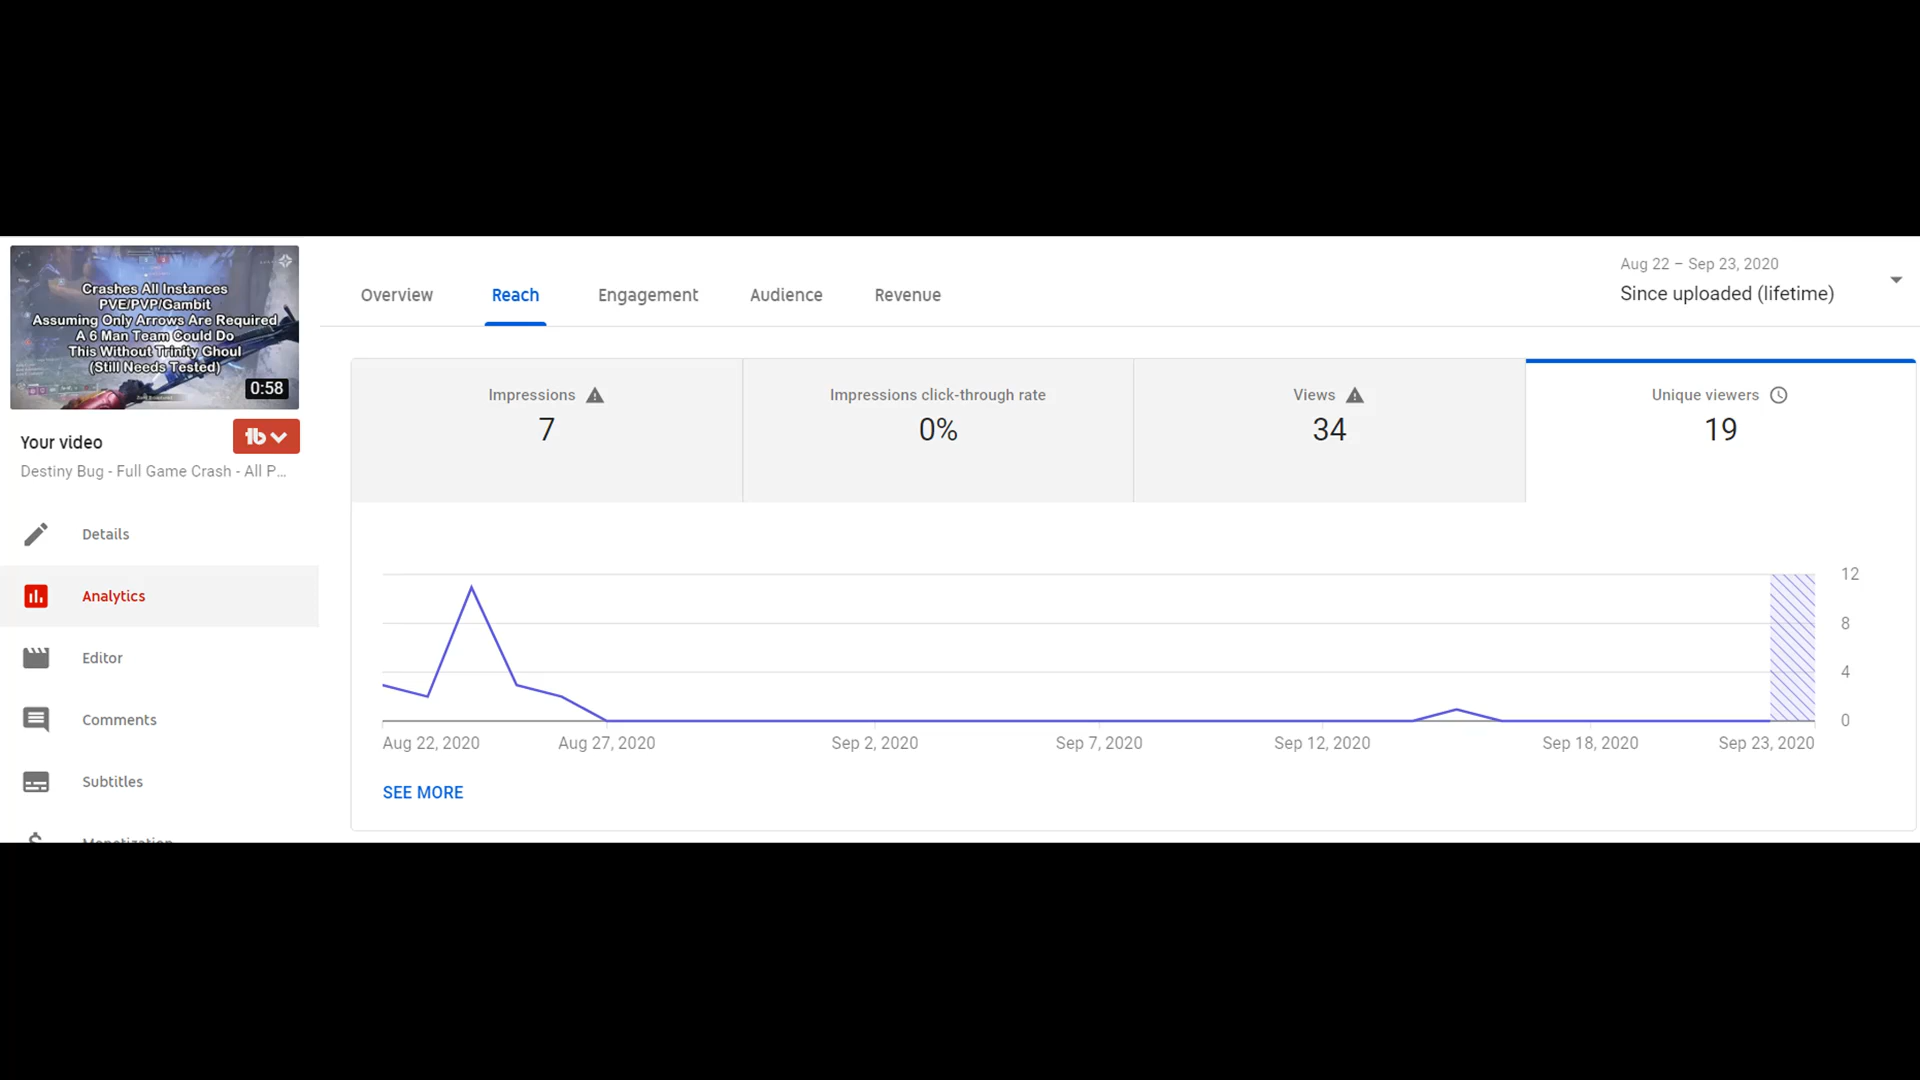 Crashes All Instances
PVE/PVP/Gambit
Assuming Only Arrows Are Required
A 6 Man Team Could Do
This Without Trinity Ghoul
(Still Needs Tested)
0:58
Your video
Destiny Bug - Full Game Crash - All P...
Details
Analytics
Editor
Comments
Subtitles
Monetization
Overview
Reach
Engagement
Audience
Revenue
Aug 22 – Sep 23, 2020
Since uploaded (lifetime)
Impressions
7
Impressions click-through rate
0%
Views
34
Unique viewers
19
12
8
4
0
Aug 22, 2020
Aug 27, 2020
Sep 2, 2020
Sep 7, 2020
Sep 12, 2020
Sep 18, 2020
Sep 23, 2020
SEE MORE